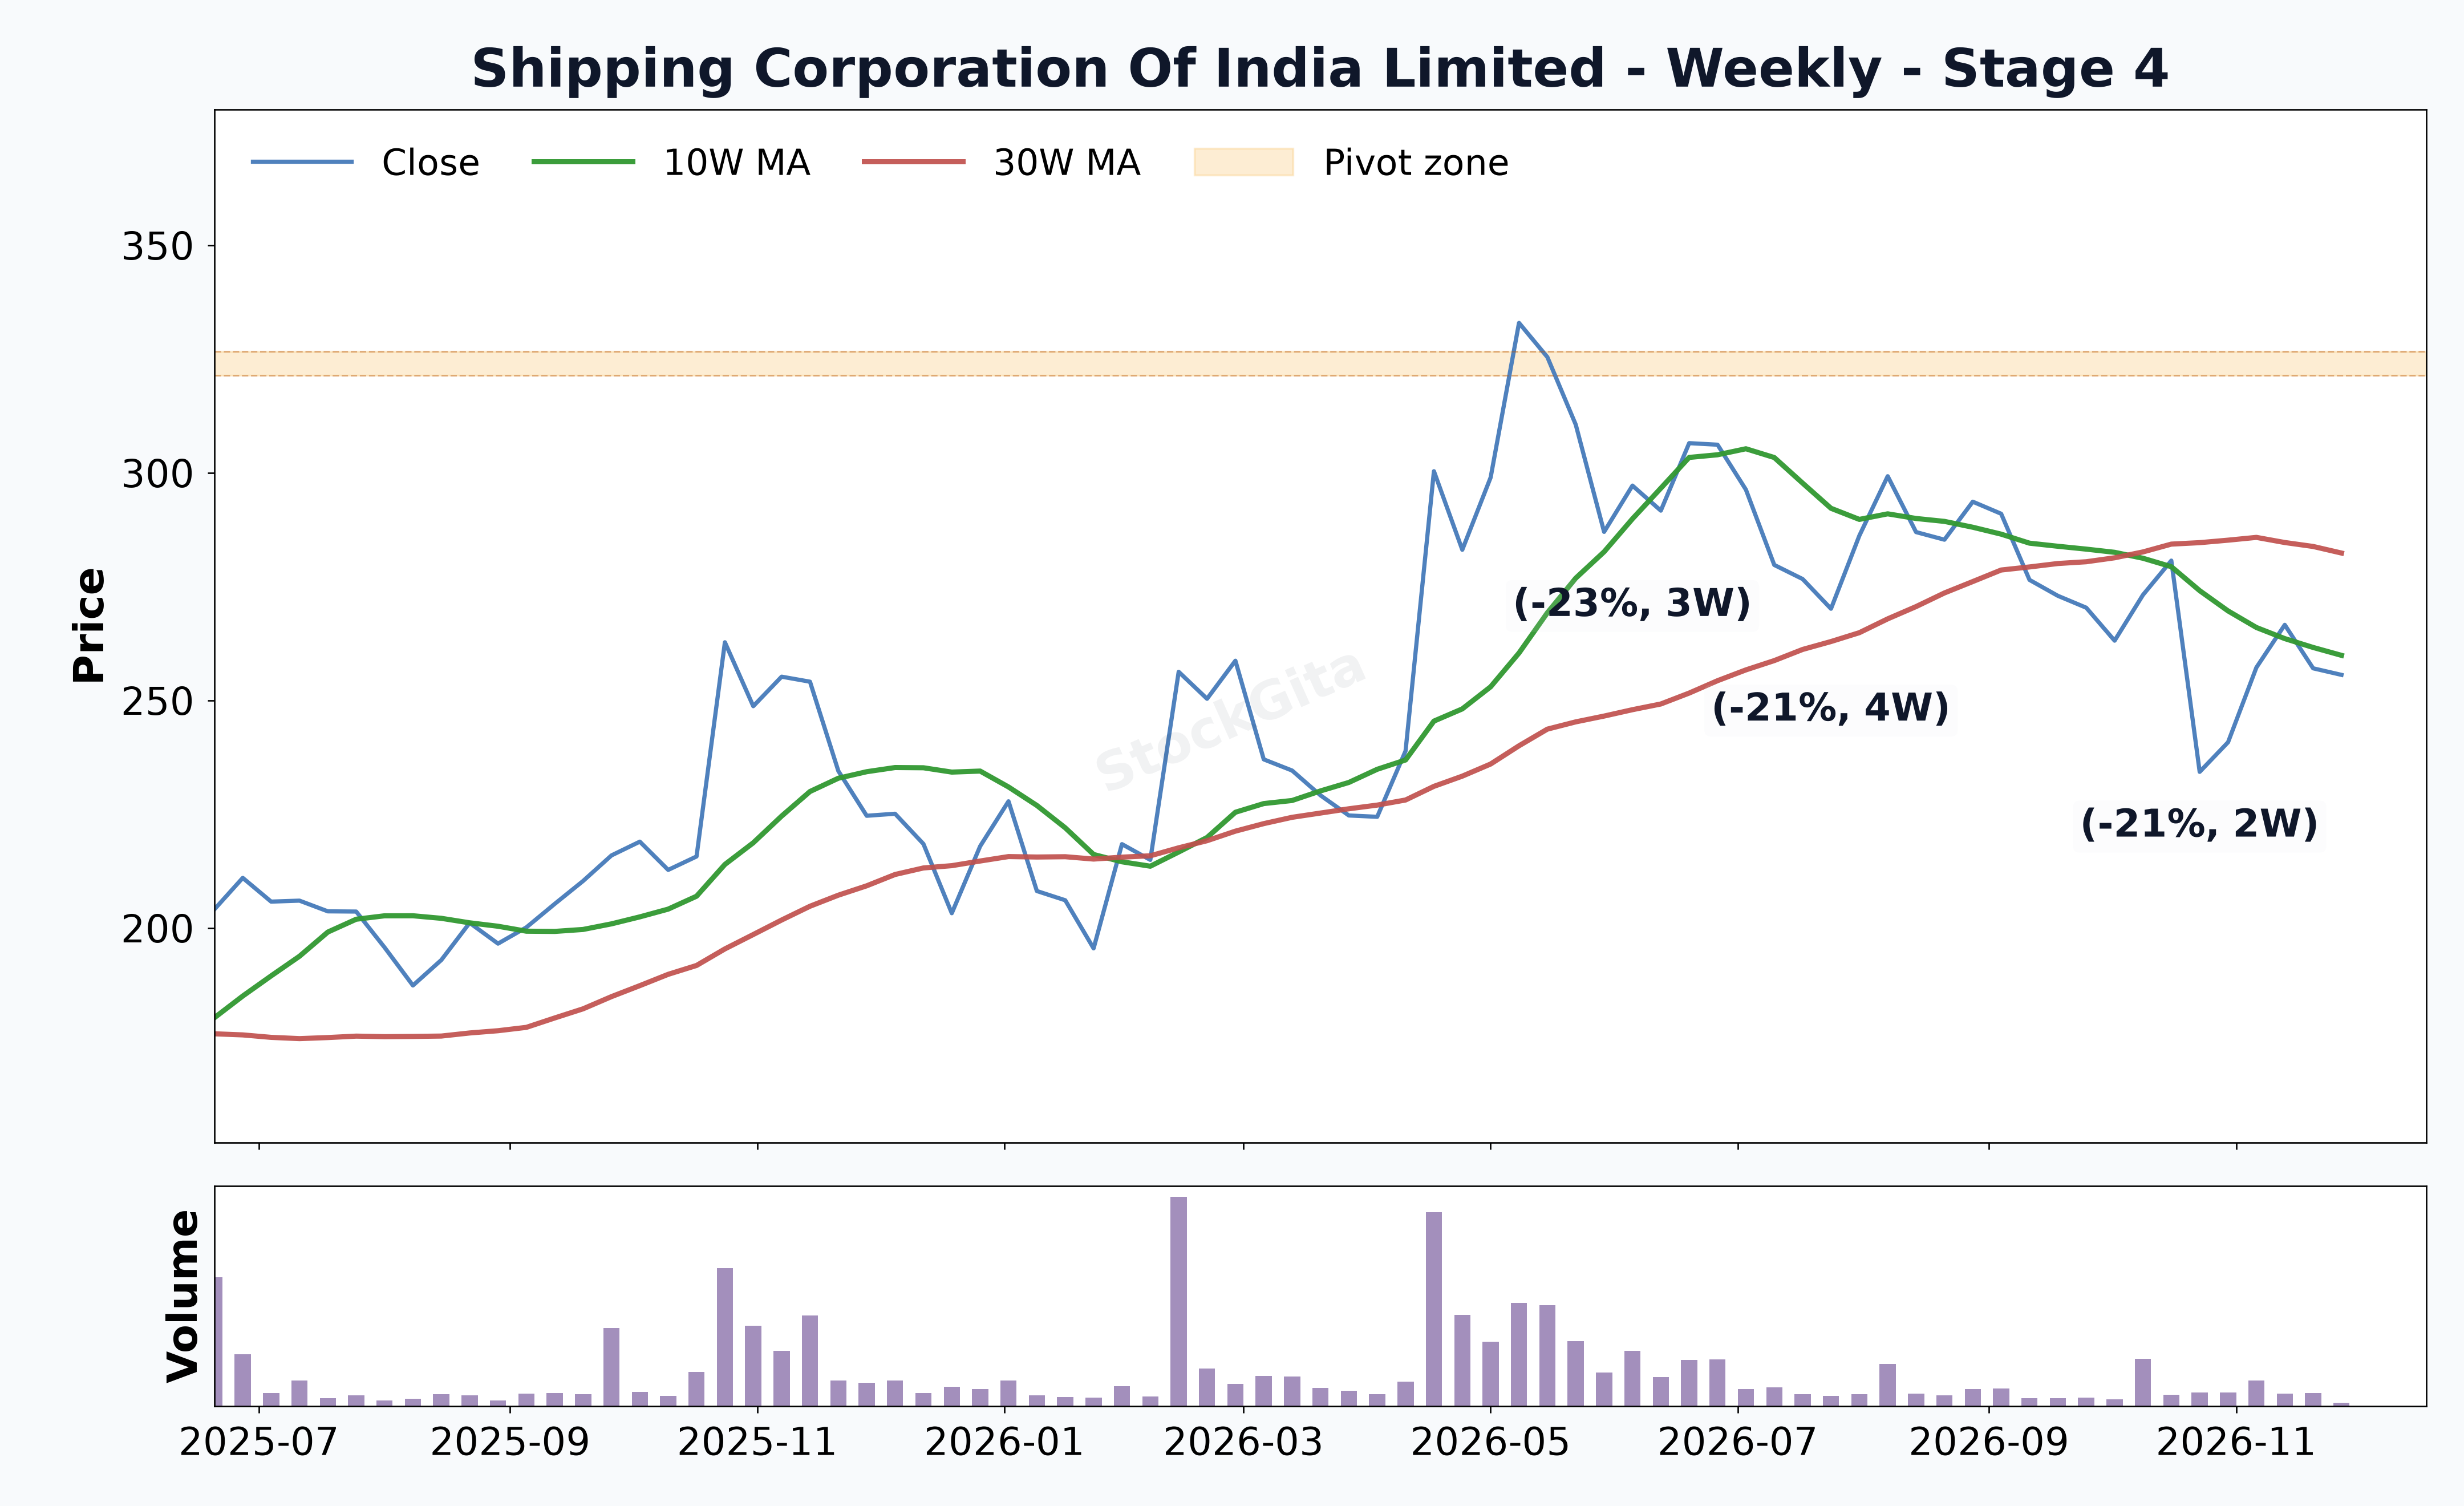 Shipping Corporation Of India Limited - Weekly - Stage 4
Close
10W MA
30W MA
Pivot zone
Price
350
300
250
200
(-23%, 3W)
(-21%, 4W)
(-21%, 2W)
StockGita
Volume
2025-07
2025-09
2025-11
2026-01
2026-03
2026-05
2026-07
2026-09
2026-11